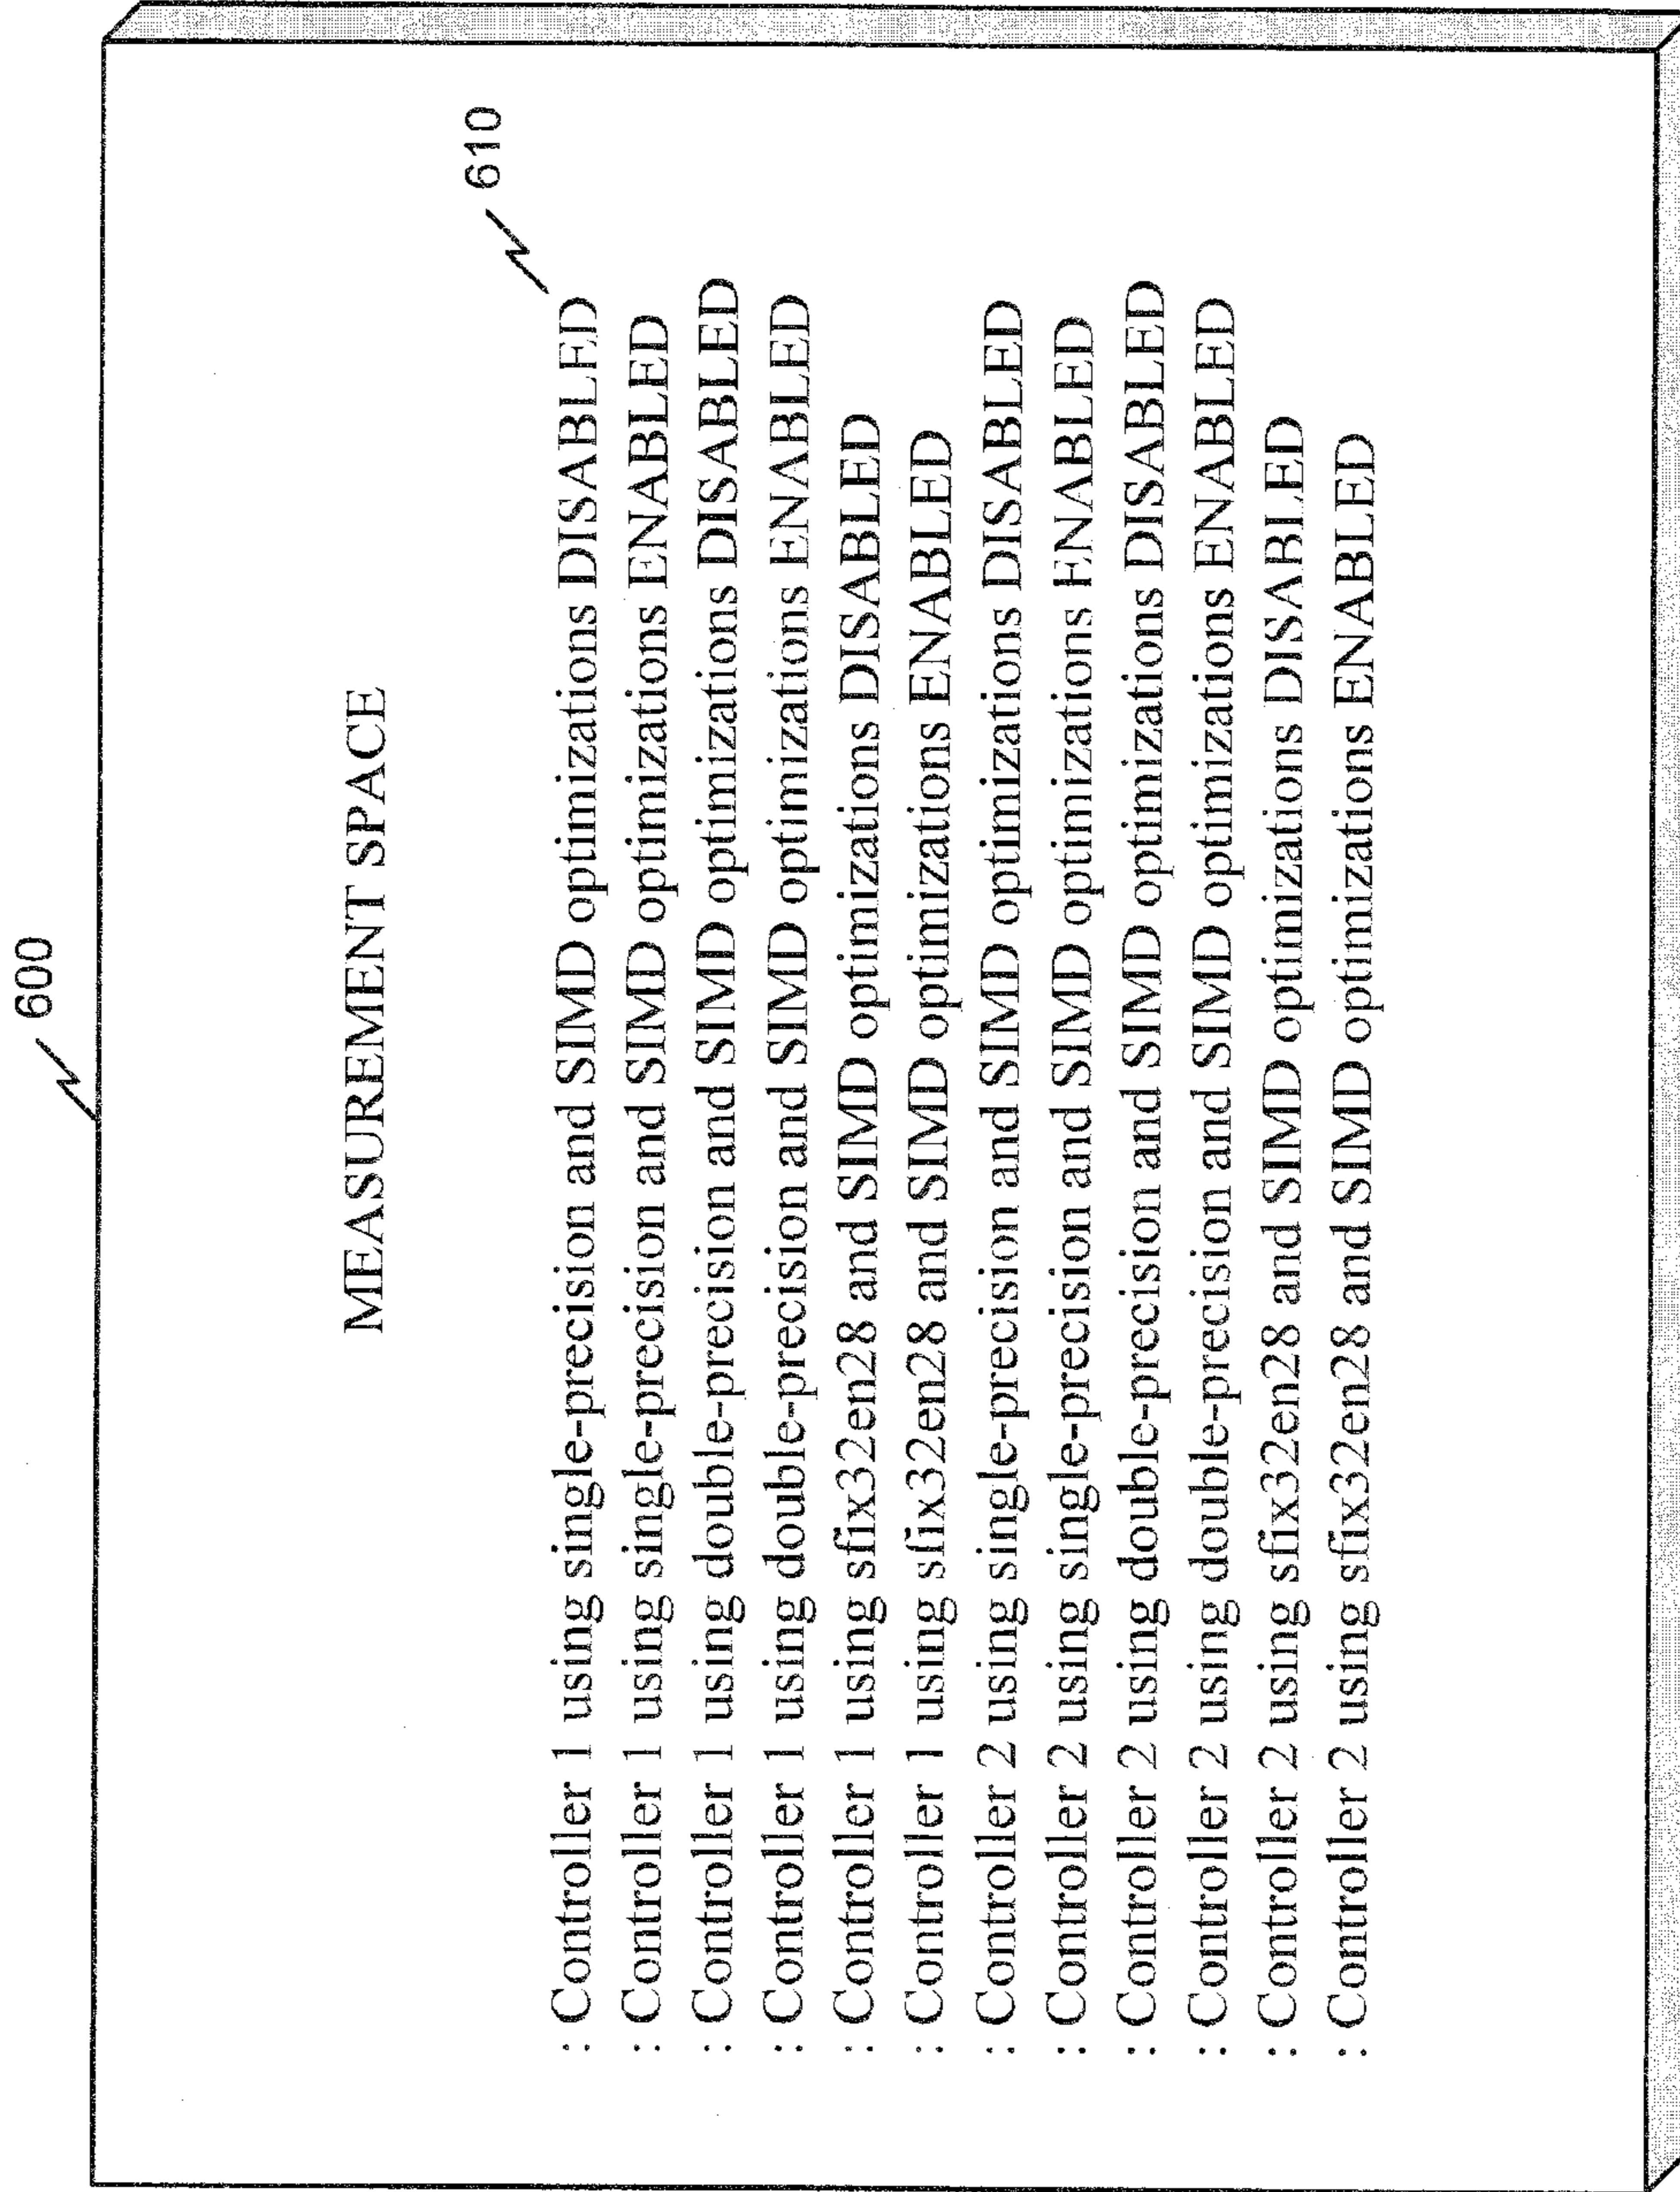 600
MEASUREMENT SPACE
610
: Controller 1 using single-precision and SIMD optimizations DISABLED
: Controller 1 using single-precision and SIMD optimizations ENABLED
: Controller 1 using double-precision and SIMD optimizations DISABLED
: Controller 1 using double-precision and SIMD optimizations ENABLED
: Controller 1 using sfix32en28 and SIMD optimizations DISABLED
: Controller 1 using sfix32en28 and SIMD optimizations ENABLED
: Controller 2 using single-precision and SIMD optimizations DISABLED
: Controller 2 using single-precision and SIMD optimizations ENABLED
: Controller 2 using double-precision and SIMD optimizations DISABLED
: Controller 2 using double-precision and SIMD optimizations ENABLED
: Controller 2 using sfix32en28 and SIMD optimizations DISABLED
: Controller 2 using sfix32en28 and SIMD optimizations ENABLED